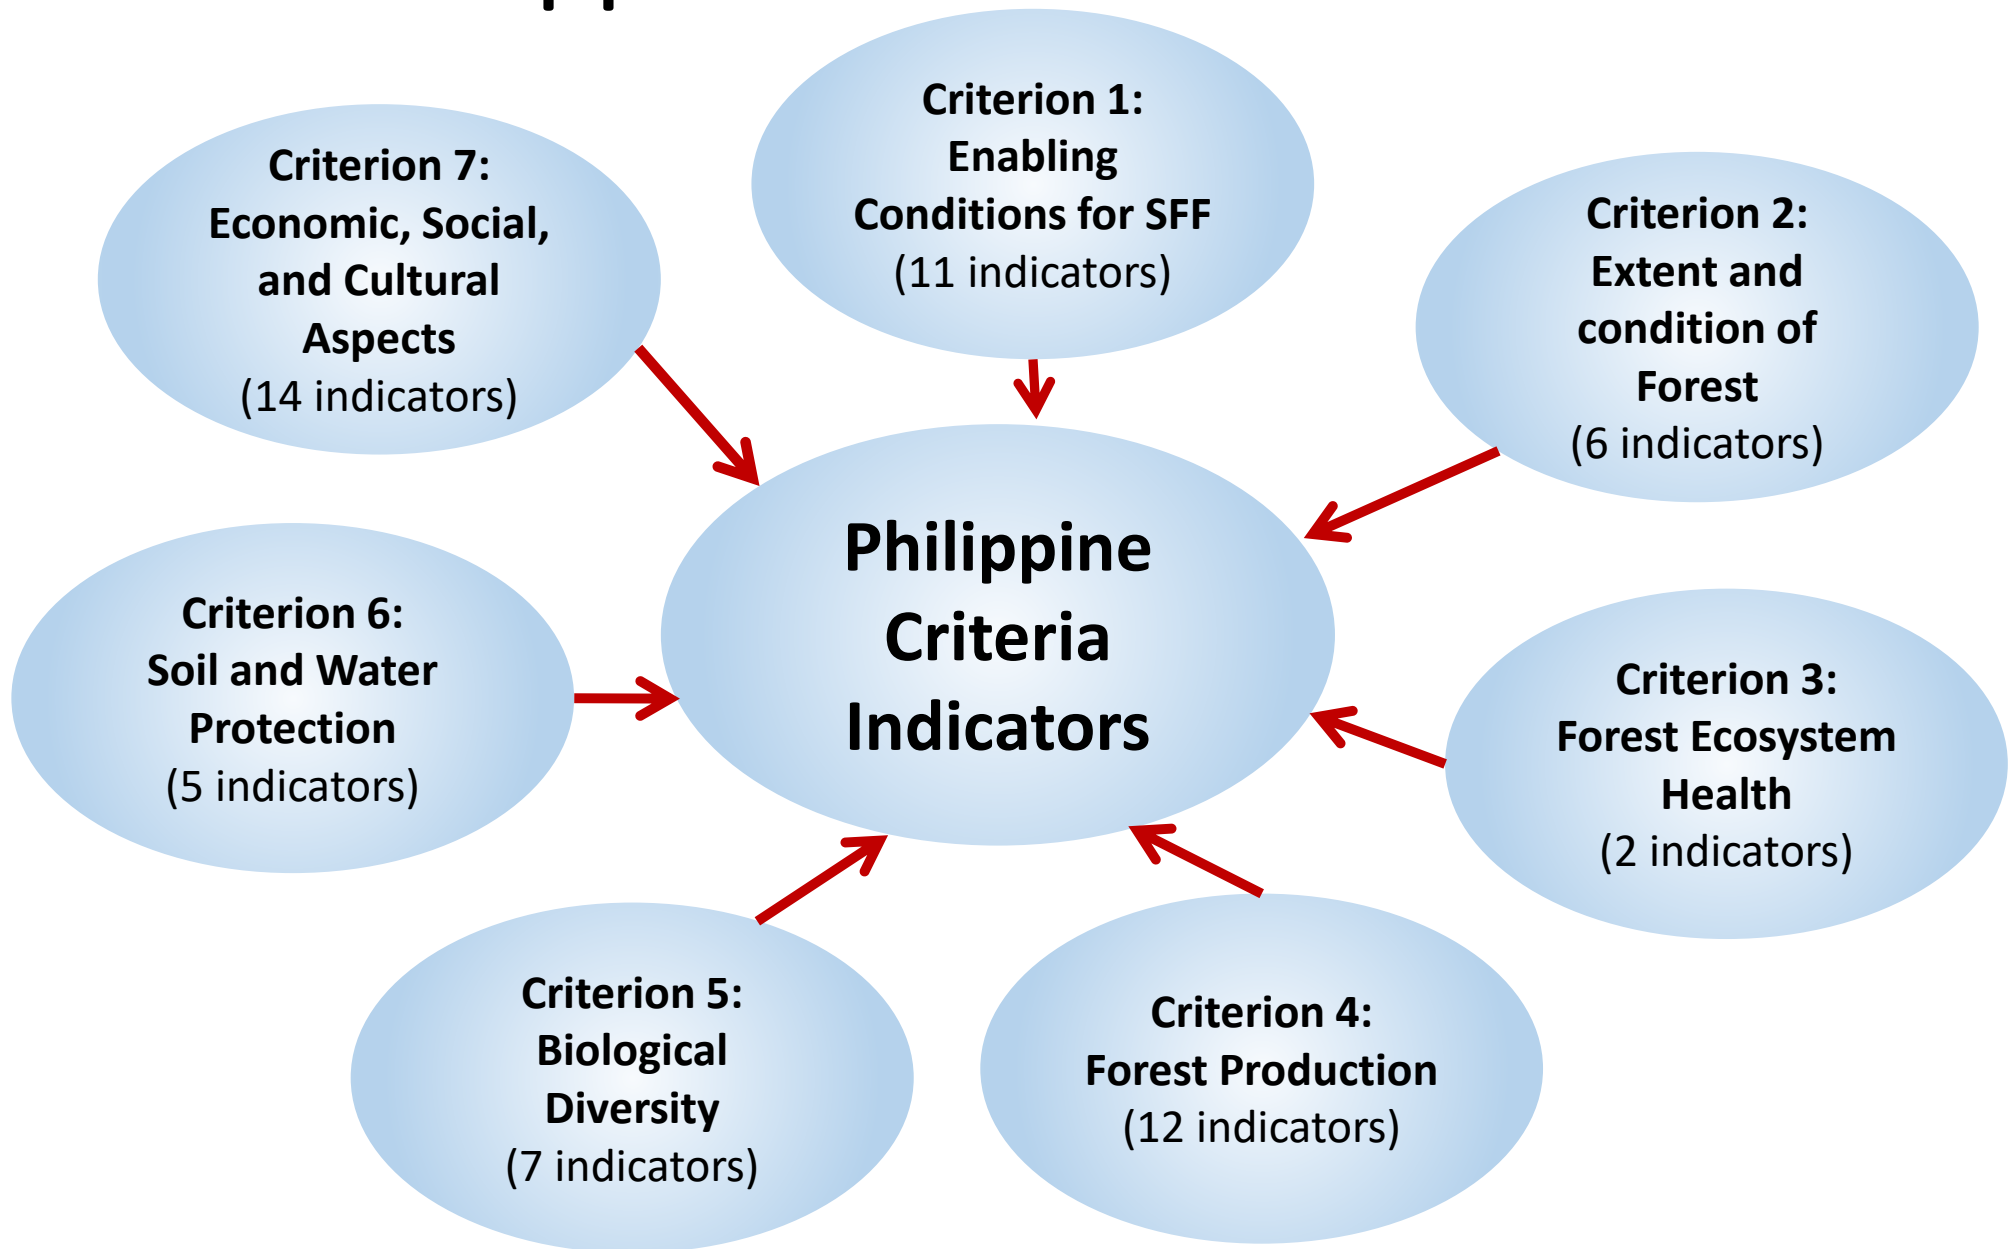 Criterion 1:
Enabling
Conditions for SFF
(11 indicators)
Criterion 2:
Extent and
condition of
Forest
(6 indicators)
Criterion 3:
Forest Ecosystem
Health
(2 indicators)
Criterion 4:
Forest Production
(12 indicators)
Criterion 5:
Biological
Diversity
(7 indicators)
Criterion 6:
Soil and Water
Protection
(5 indicators)
Criterion 7:
Economic, Social,
and Cultural
Aspects
(14 indicators)
Philippine
Criteria
Indicators